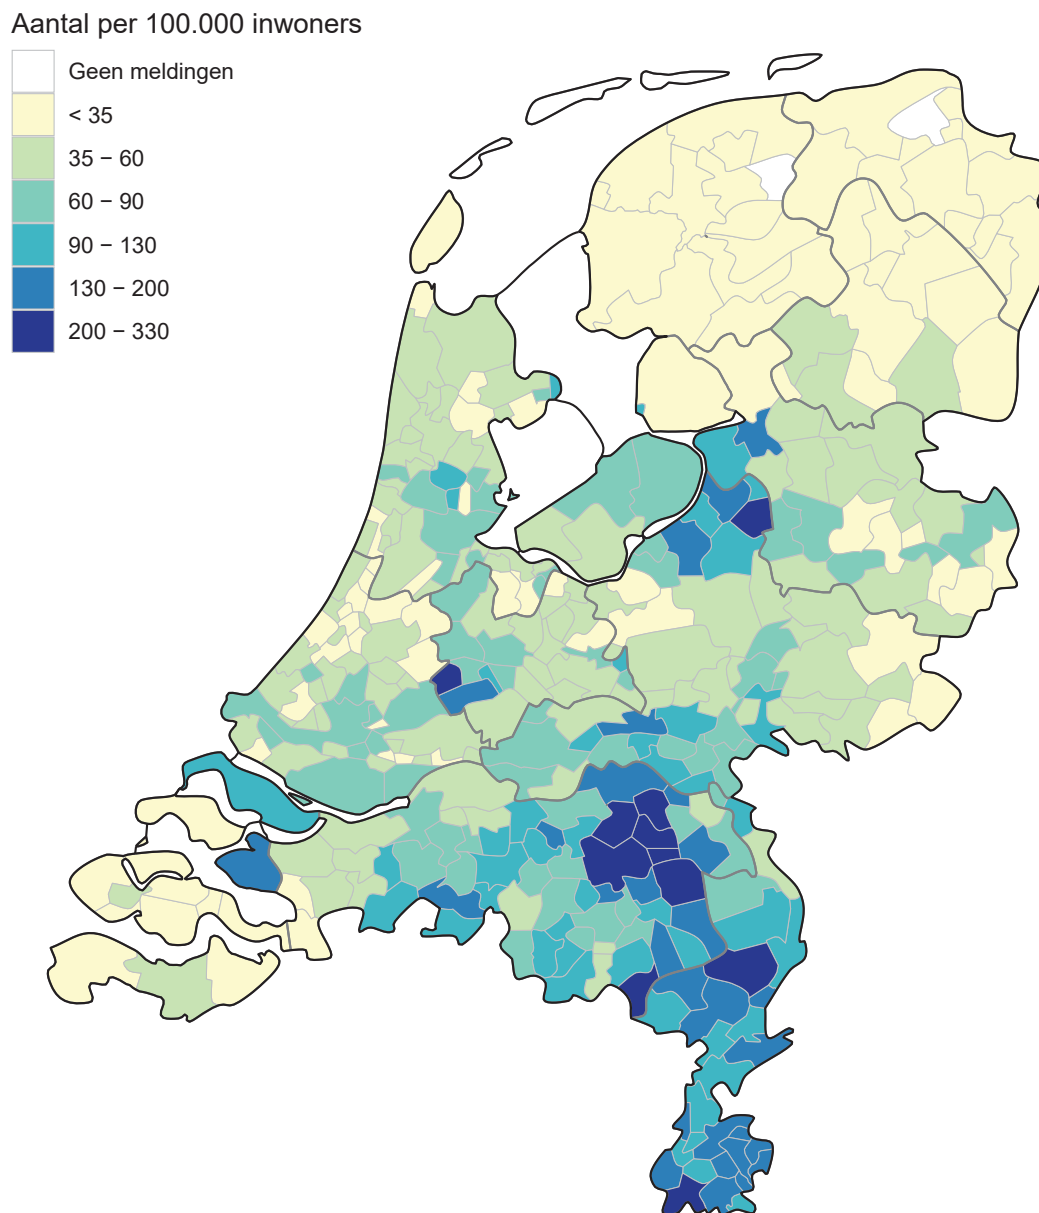 Aantal per 100.000 inwoners
Geen meldingen
< 35
35 − 60
60 − 90
90 − 130
130 − 200
200 − 330